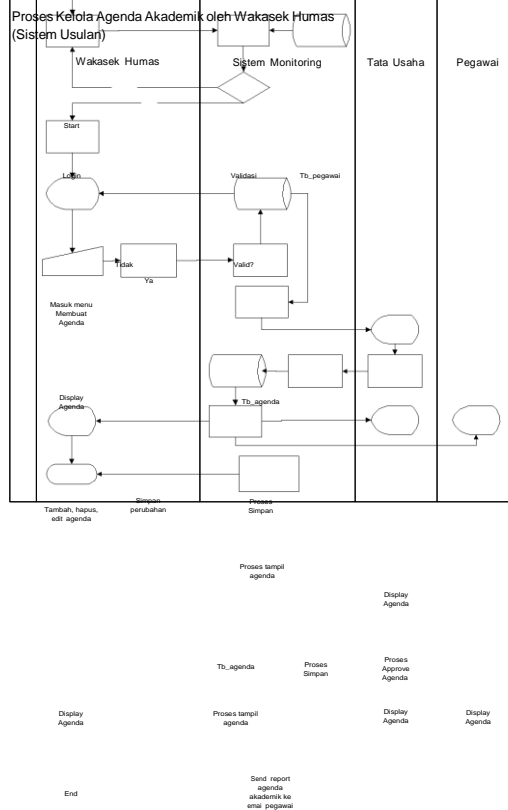 Proses Kelola Agenda Akademik oleh Wakasek Humas
(Sistem Usulan)
Wakasek Humas
Sistem Monitoring
Tata Usaha
Pegawai
Start
Login
Validasi
Tb_pegawai
Tidak
Valid?
Ya
Masuk menu
Membuat
Agenda
Display
Agenda
Tb_agenda
Tambah, hapus,
edit agenda
Simpan
perubahan
Proses
Simpan
Proses tampil
agenda
Display
Agenda
Tb_agenda
Proses
Simpan
Proses
Approve
Agenda
Display
Agenda
Proses tampil
agenda
Display
Agenda
Display
Agenda
End
Send report
agenda
akademik ke
emai pegawai